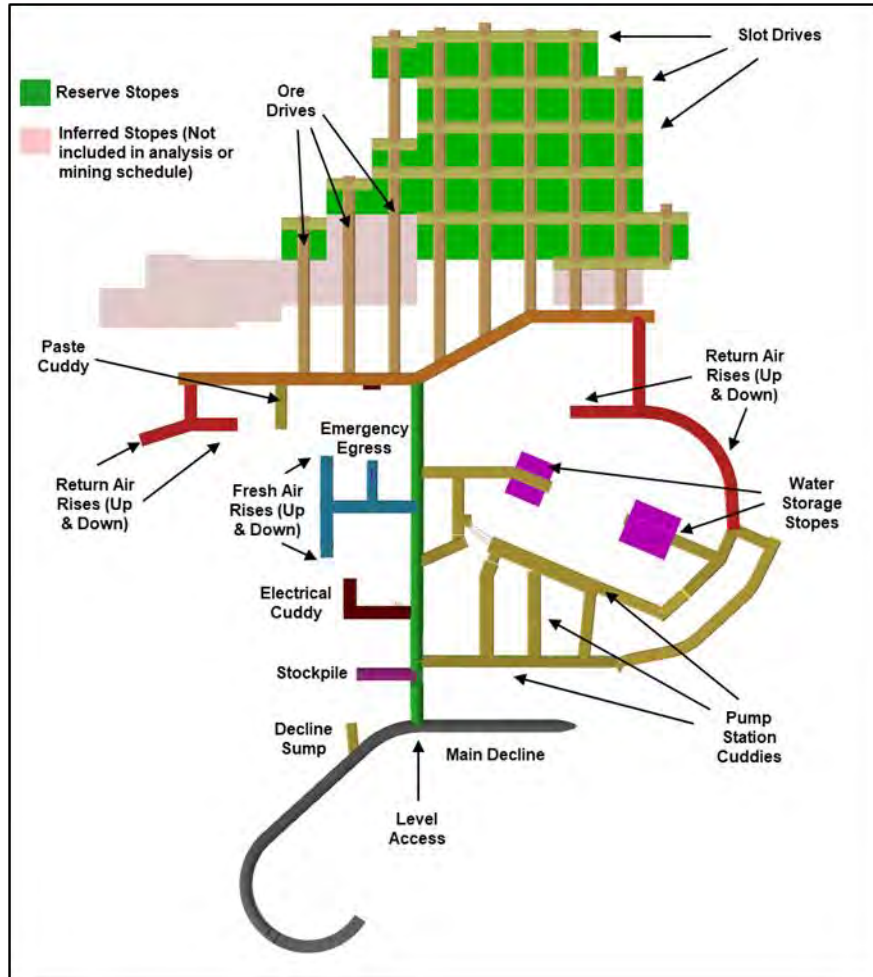 Slot Drives
Reserve Stopes
Ore
Drives
Inferred Stopes (Not
included in analysis or
mining schedule)
Paste
Cuddy
Return Air
Rises (Up
& Down)
Emergency
Egress
Return Air
Rises (Up
& Down)
Fresh Air
Rises (Up
& Down)
Water
Storage
Stopes
Electrical
Cuddy
Stockpile
Decline
Sump
Main Decline
Pump
Station
Cuddies
Level
Access